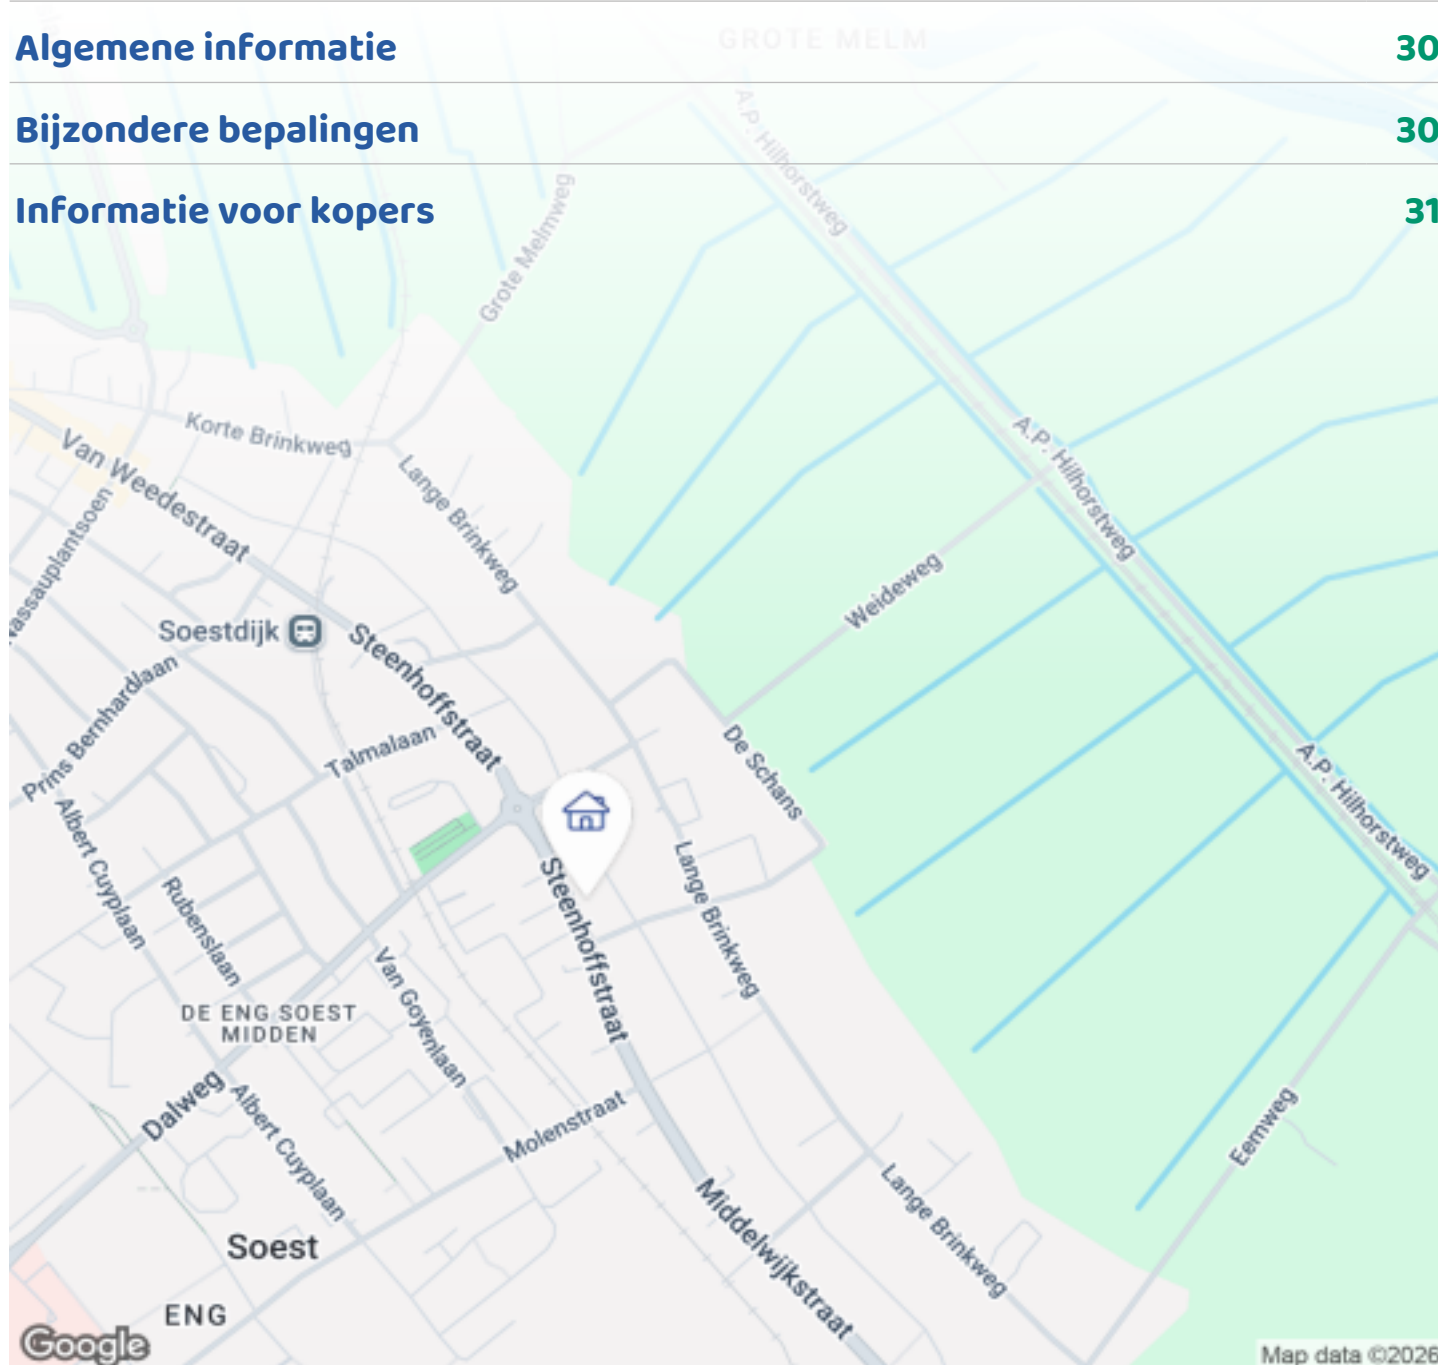 GROTE MELM
Algemene informatie 30
Bijzondere bepalingen 30
Informatie voor kopers 31
A.P. Hilhorstweg
Grote Melmweg
Korte Brinkweg
Van Weedestraat
Lange Brinkweg
A.P. Hilhorstweg
Nassauplantsoen
Weideweg
Soestdijk
Steenhoffstraat
Prins Bernhardlaan
Talmalaan
De Schans
A.P. Hilhorstweg
Albert Cuyplaan
Rubenslaan
Steenhoffstraat
Lange Brinkweg
Van Goyenlaan
DE ENG SOEST
MIDDEN
Dalweg
Albert Cuyplaan
Molenstraat
Eemweg
Middelwijkstraat
Lange Brinkweg
Soest
ENG
Google
Map data ©2026